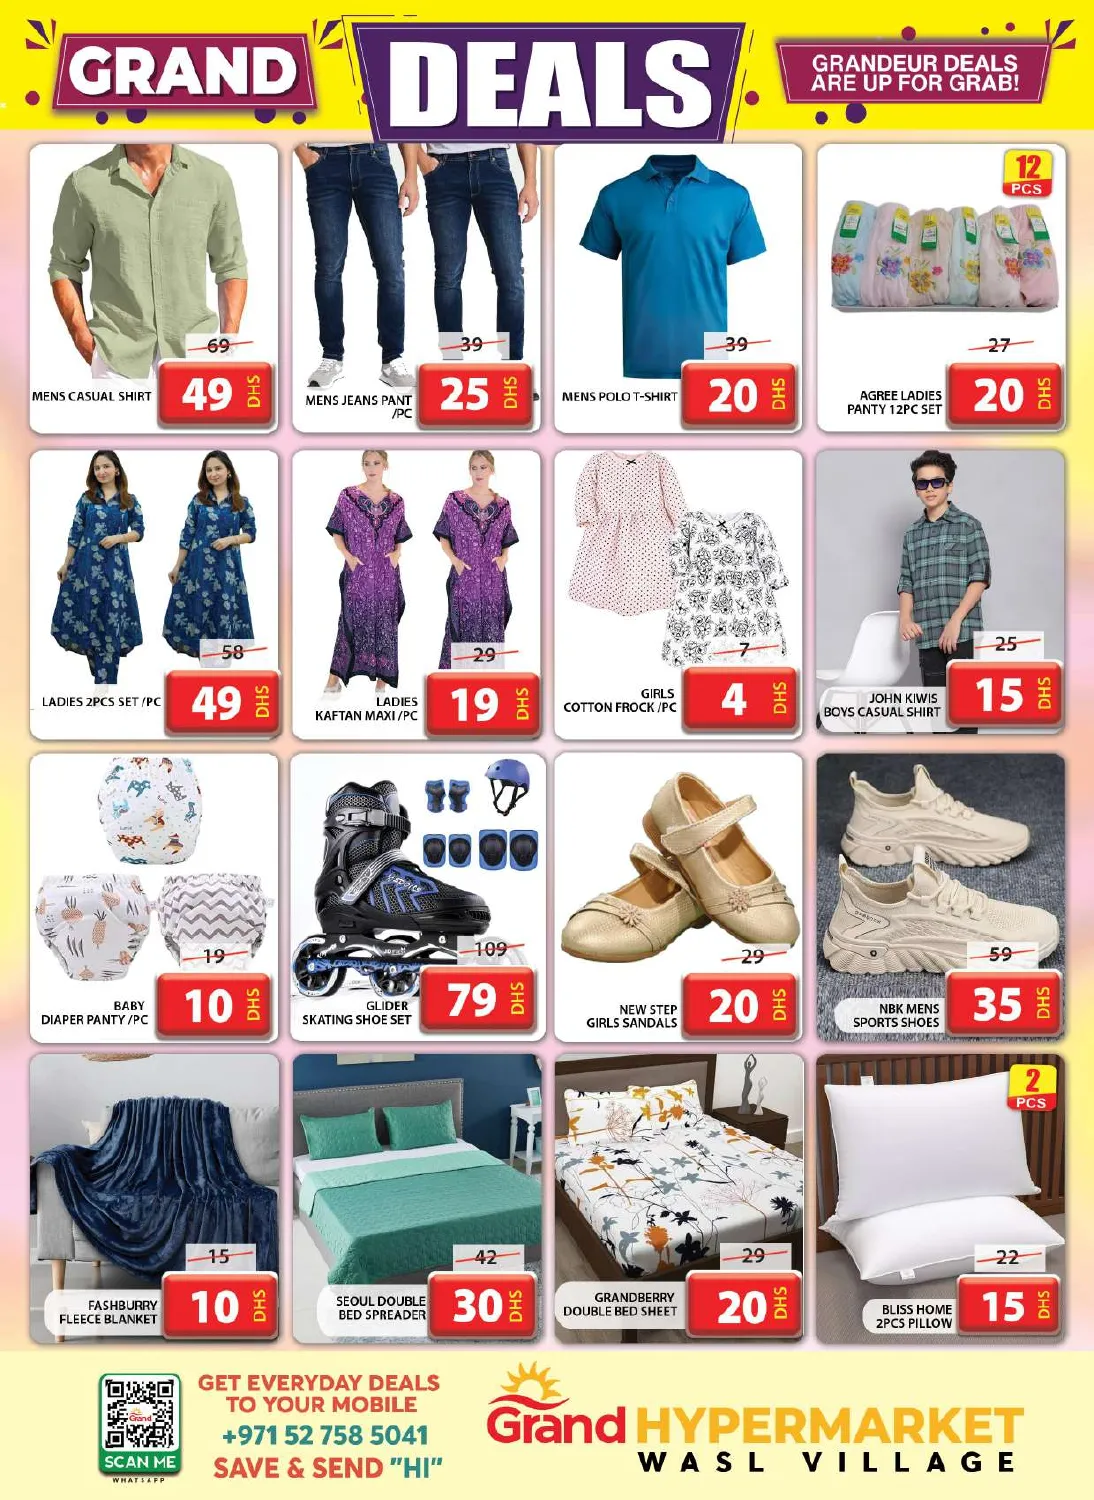 GRAND
DEALS
GRANDEUR DEALS
ARE UP FOR GRAB!
69
MENS CASUAL SHIRT
49 DHS
39
MENS JEANS PANT
/PC
25 DHS
39
MENS POLO T-SHIRT
20 DHS
12
PCS
27
AGREE LADIES
PANTY 12PC SET
20 DHS
58
LADIES 2PCS SET /PC
49 DHS
29
LADIES
KAFTAN MAXI /PC
19 DHS
7
GIRLS
COTTON FROCK /PC
4 DHS
25
JOHN KIWIS
BOYS CASUAL SHIRT
15 DHS
19
BABY
DIAPER PANTY /PC
10 DHS
109
GLIDER
SKATING SHOE SET
79 DHS
29
NEW STEP
GIRLS SANDALS
20 DHS
59
NBK MENS
SPORTS SHOES
35 DHS
15
FASHBURRY
FLEECE BLANKET
10 DHS
42
SEOUL DOUBLE
BED SPREADER
30 DHS
29
GRANDBERRY
DOUBLE BED SHEET
20 DHS
2
PCS
22
BLISS HOME
2PCS PILLOW
15 DHS
Grand
SCAN ME
WHATSAPP
GET EVERYDAY DEALS
TO YOUR MOBILE
+971 52 758 5041
SAVE & SEND "HI"
Grand HYPERMARKET
WASL VILLAGE